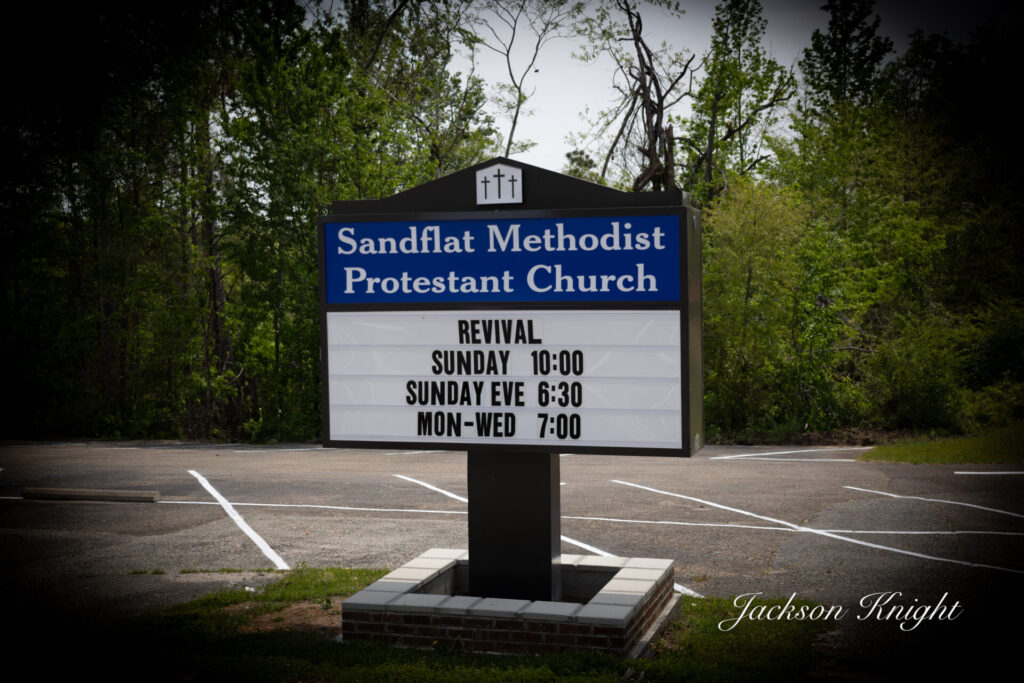 Sandflat Methodist
Protestant Church
REVIVAL
SUNDAY 10:00
SUNDAY EVE 6:30
MON-WED 7:00
Jackson Knight